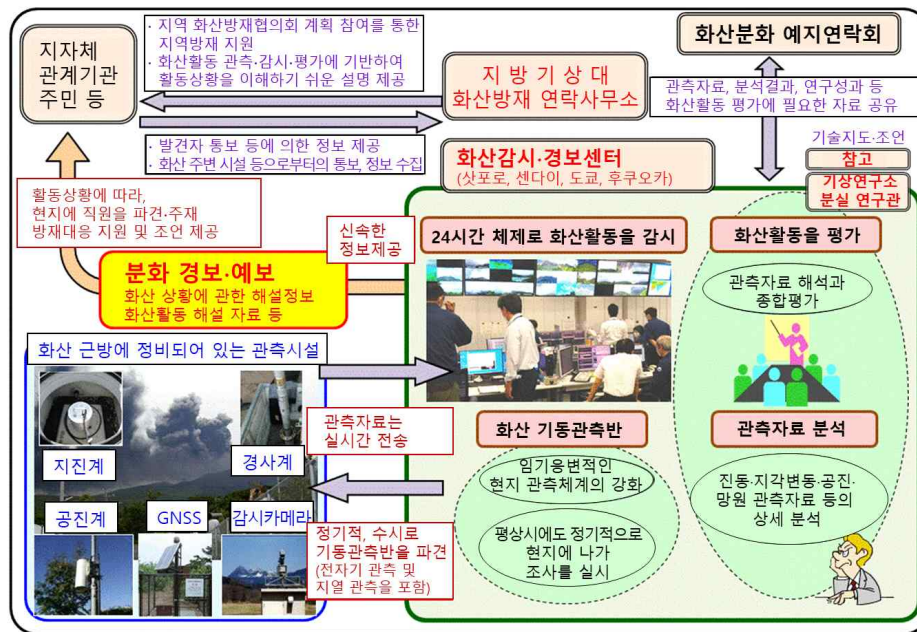 · 지역 화산방재협의회 계획 참여를 통한
지역방재 지원
· 화산활동 관측·감시·평가에 기반하여
활동상황을 이해하기 쉬운 설명 제공
지자체
관계기관
주민 등
화산분화 예지연락회
지 방 기 상 대
화산방재 연락사무소
관측자료, 분석결과, 연구성과 등
화산활동 평가에 필요한 자료 공유
· 발견자 통보 등에 의한 정보 제공
· 화산 주변 시설 등으로부터의 통보, 정보 수집
기술지도·조언
참고
기상연구소
분실 연구관
화산감시·경보센터
(삿포로, 센다이, 도쿄, 후쿠오카)
활동상황에 따라,
현지에 직원을 파견·주재
방재대응 지원 및 조언 제공
신속한
정보제공
24시간 체제로 화산활동을 감시
화산활동을 평가
분화 경보·예보
화산 상황에 관한 해설정보
화산활동 해설 자료 등
관측자료 해석과
종합평가
화산 근방에 정비되어 있는 관측시설
관측자료는
실시간 전송
화산 기동관측반
관측자료 분석
지진계
경사계
임기응변적인
현지 관측체계의 강화
진동·지각변동·공진·
망원 관측자료 등의
상세 분석
공진계
GNSS
감시카메라
정기적, 수시로
기동관측반을 파견
(전자기 관측 및
지열 관측을 포함)
평상시에도 정기적으로
현지에 나가
조사를 실시